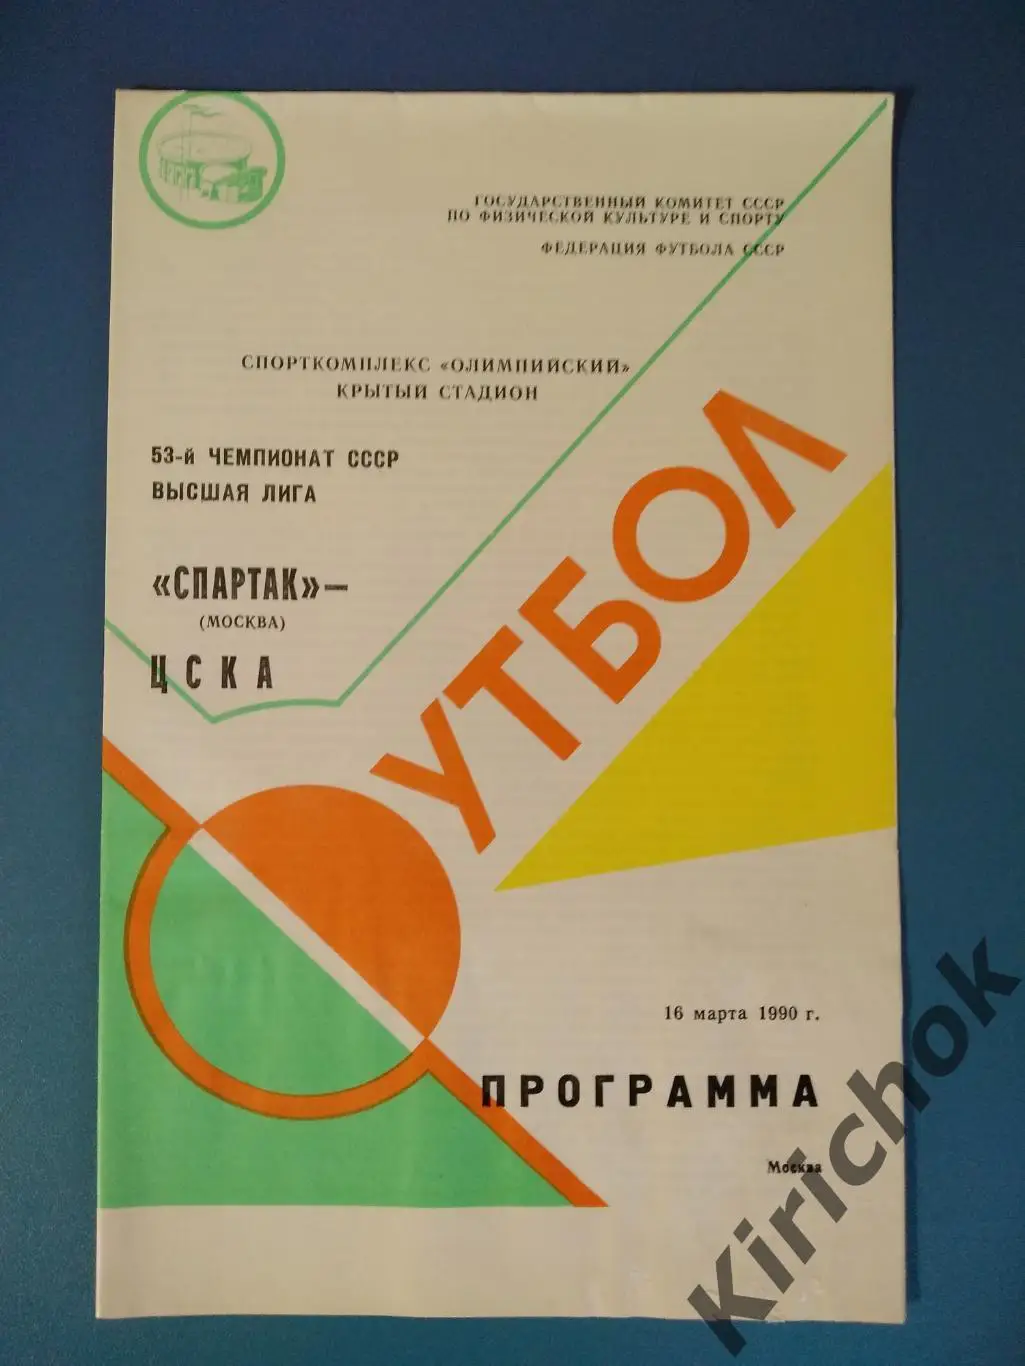 ГОСУДАРСТВЕННЫЙ КОМИТЕТ СССР
ПО ФИЗИЧЕСКОЙ КУЛЬТУРЕ И СПОРТУ
ФЕДЕРАЦИЯ ФУТБОЛА СССР
СПОРТКОМПЛЕКС «ОЛИМПИЙСКИЙ»
КРЫТЫЙ СТАДИОН
53-й ЧЕМПИОНАТ СССР
ВЫСШАЯ ЛИГА
«СПАРТАК»—
(МОСКВА)
ЦСКА
ФУТБОЛ
16 марта 1990 г.
ПРОГРАММА
Москва
Kirichok